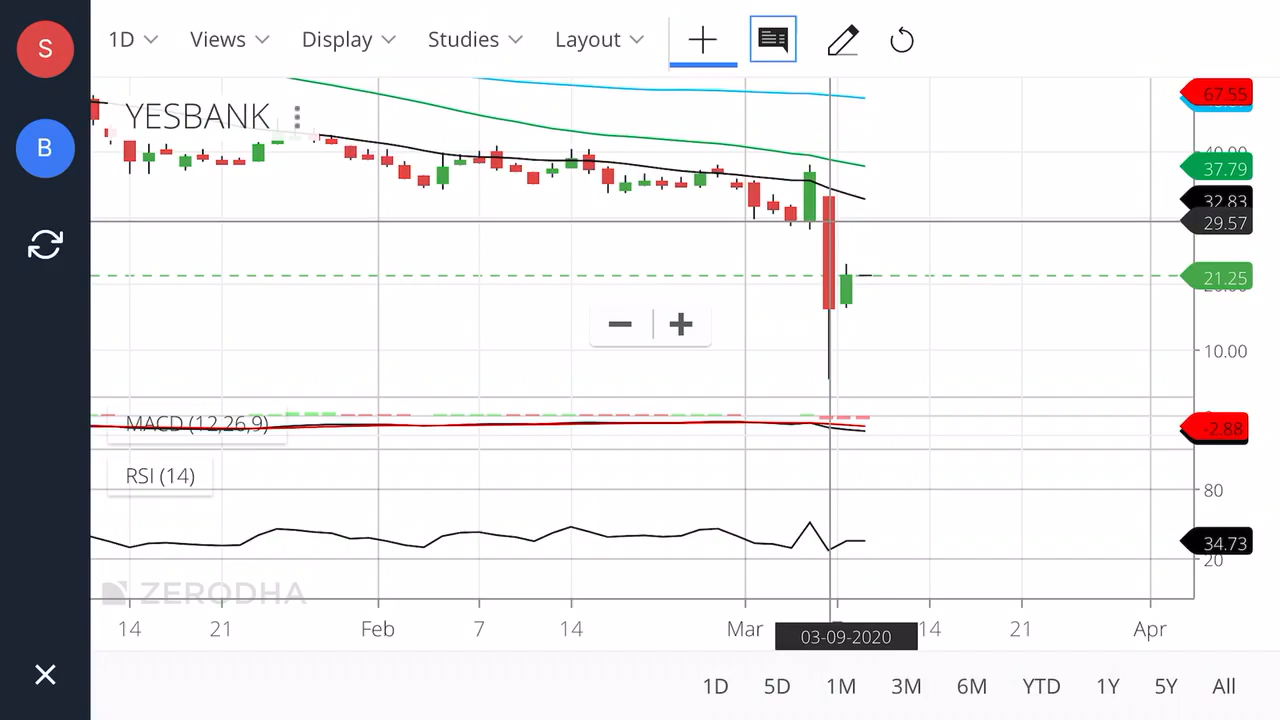 S
B
1D Views Display Studies Layout
YESBANK
67.55
37.79
32.83
29.57
21.25
10.00
MACD (12,26,9)
-2.88
RSI (14)
80
34.73
20
ZERODHA
14 21 Feb 7 14 Mar 14 21 Apr
03-09-2020
1D 5D 1M 3M 6M YTD 1Y 5Y All